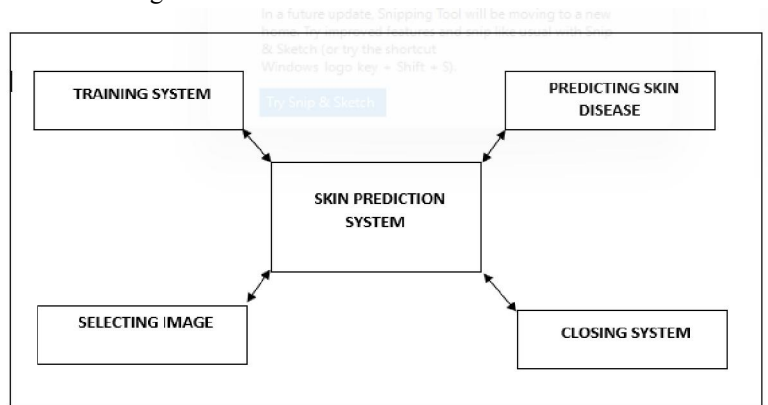 In a future update, Snipping Tool will be moving to a new
home. Try improved features and snip like usual with Snip
& Sketch (or try the shortcut
Windows logo key + Shift + S).
Try Snip & Sketch
TRAINING SYSTEM
PREDICTING SKIN
DISEASE
SKIN PREDICTION
SYSTEM
SELECTING IMAGE
CLOSING SYSTEM